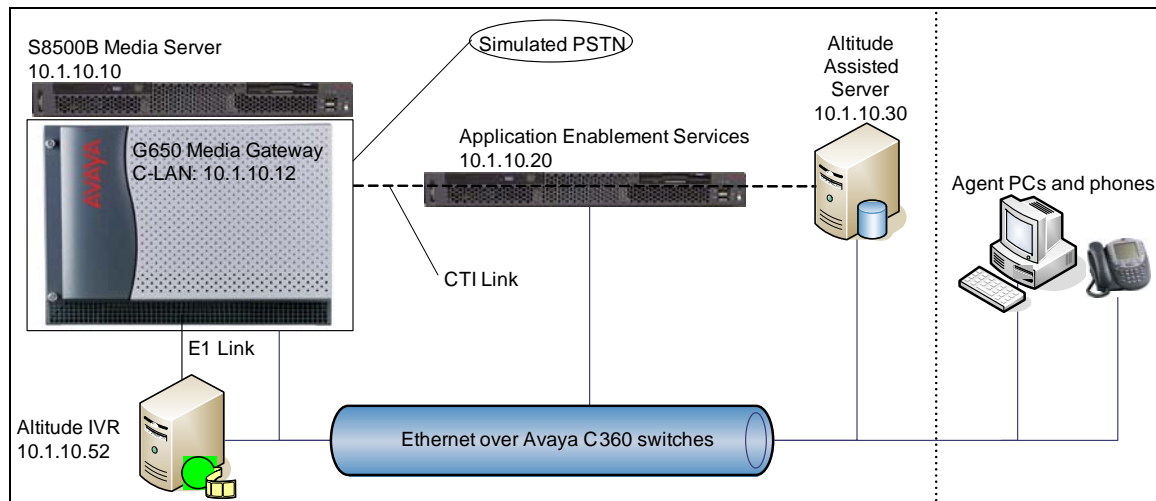 S8500B Media Server
10.1.10.10
Simulated PSTN
Altitude
Assisted
Server
10.1.10.30
AVAYA
G650 Media Gateway
C-LAN: 10.1.10.12
Application Enablement Services
10.1.10.20
Agent PCs and phones
CTI Link
E1 Link
Altitude IVR
10.1.10.52
Ethernet over Avaya C360 switches